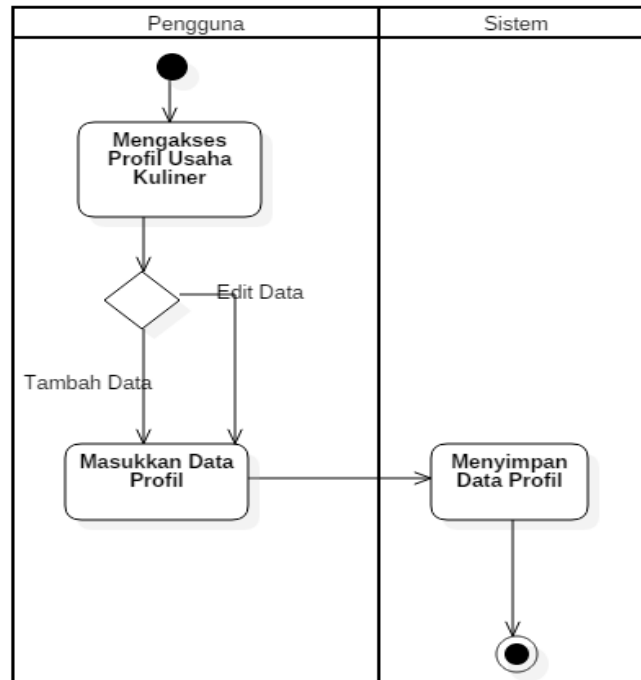 Pengguna
Sistem
Mengakses
Profil Usaha
Kuliner
Edit Data
Tambah Data
Masukkan Data
Profil
Menyimpan
Data Profil